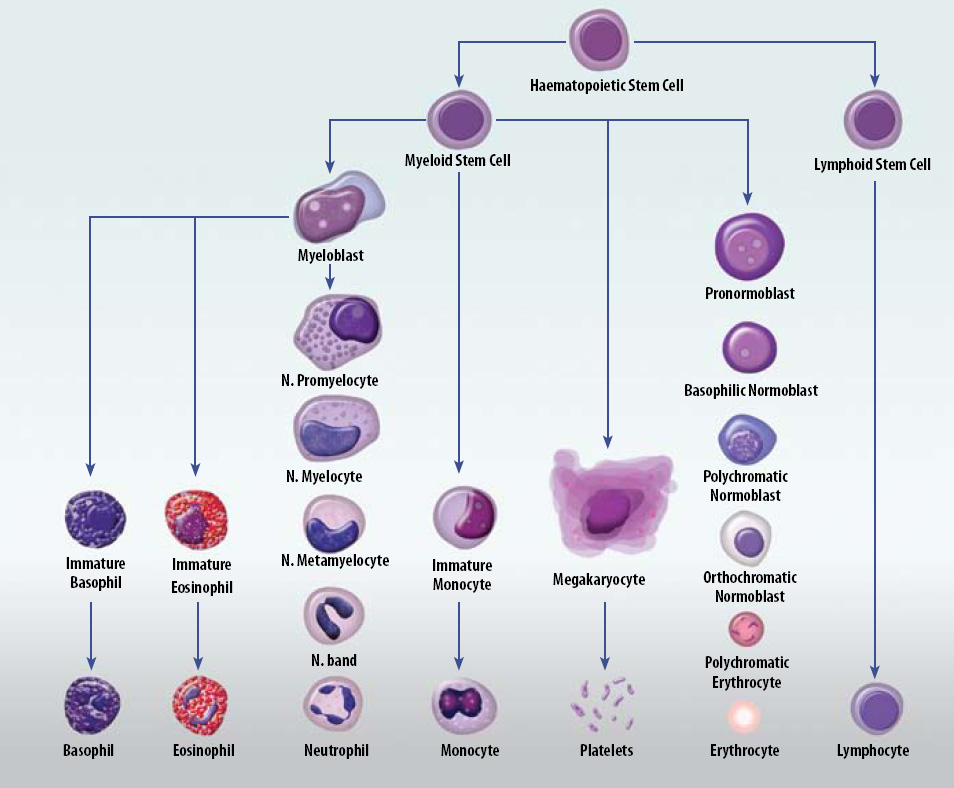 Haematopoietic Stem Cell
Myeloid Stem Cell
Lymphoid Stem Cell
Myeloblast
Pronormoblast
N. Promyelocyte
Basophilic Normoblast
N. Myelocyte
Polychromatic
Normoblast
Immature
Basophil
Immature
Eosinophil
N. Metamyelocyte
Immature
Monocyte
Megakaryocyte
Orthochromatic
Normoblast
N. band
Polychromatic
Erythrocyte
Basophil
Eosinophil
Neutrophil
Monocyte
Platelets
Erythrocyte
Lymphocyte